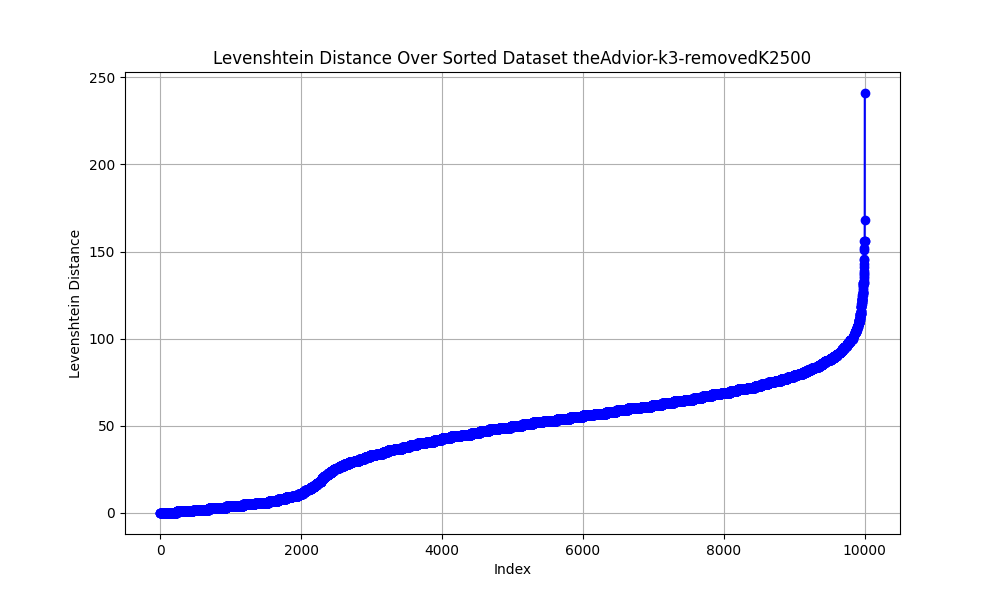 Levenshtein Distance Over Sorted Dataset theAdvior-k3-removedK2500
250
200
150
100
50
0
Levenshtein Distance
0 2000 4000 6000 8000 10000
Index